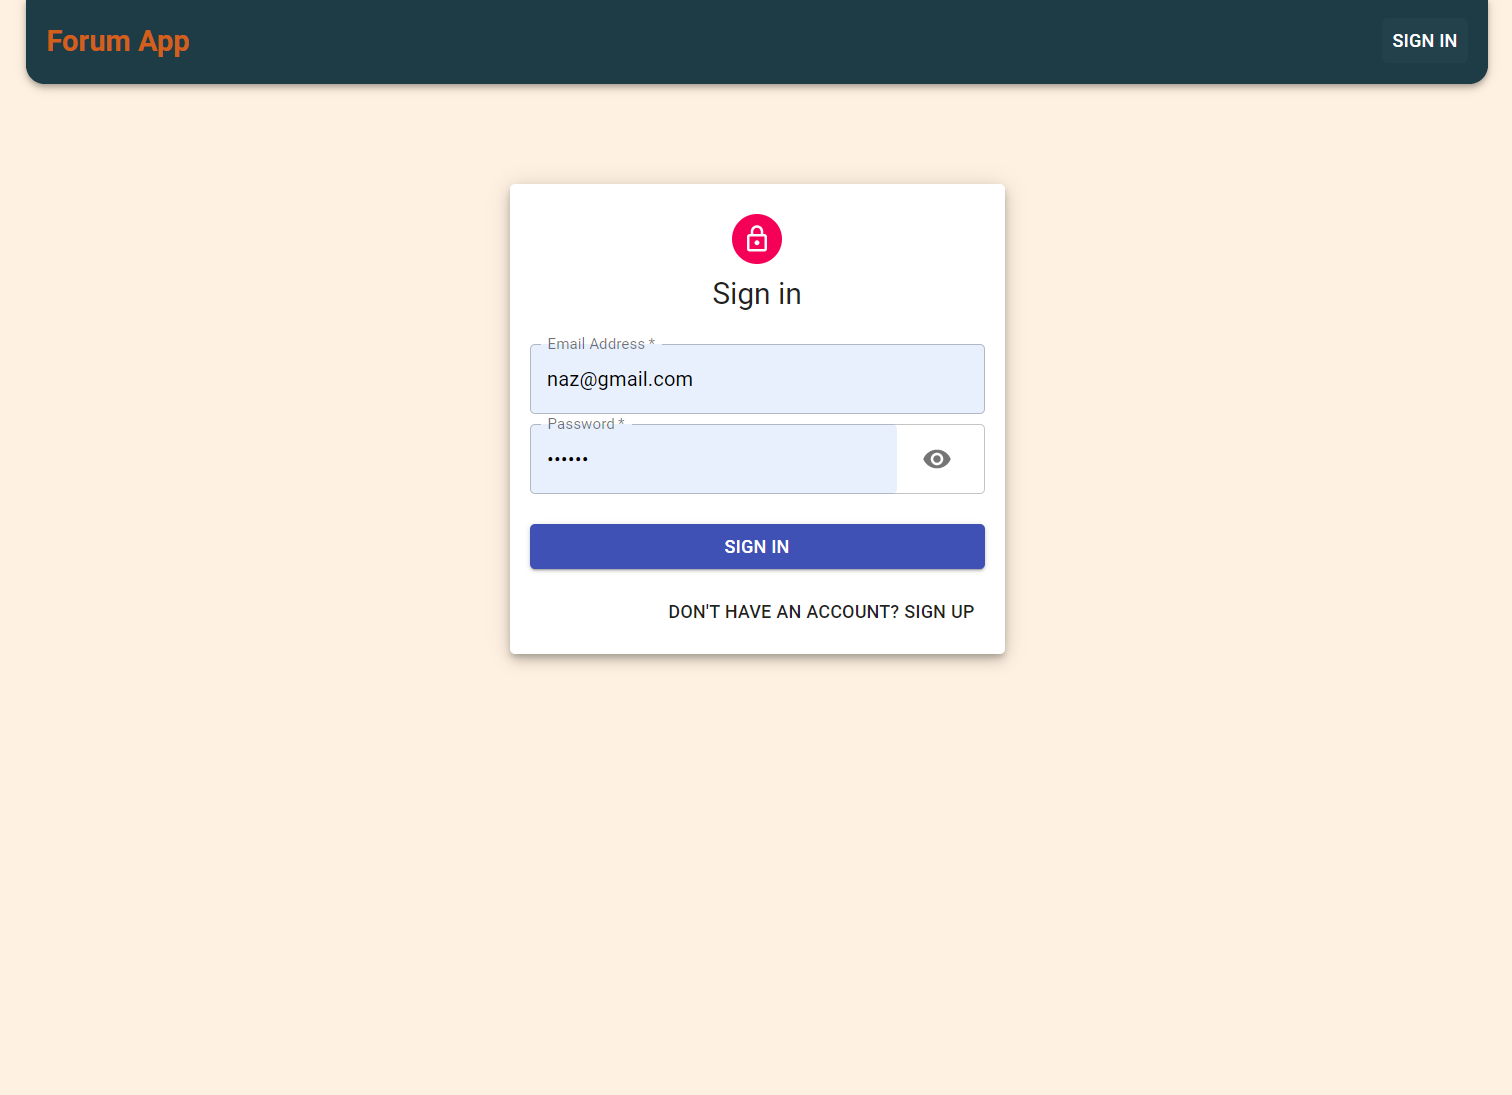 Forum App
SIGN IN
Sign in
Email Address *
naz@gmail.com
Password *
••••••
SIGN IN
DON'T HAVE AN ACCOUNT? SIGN UP